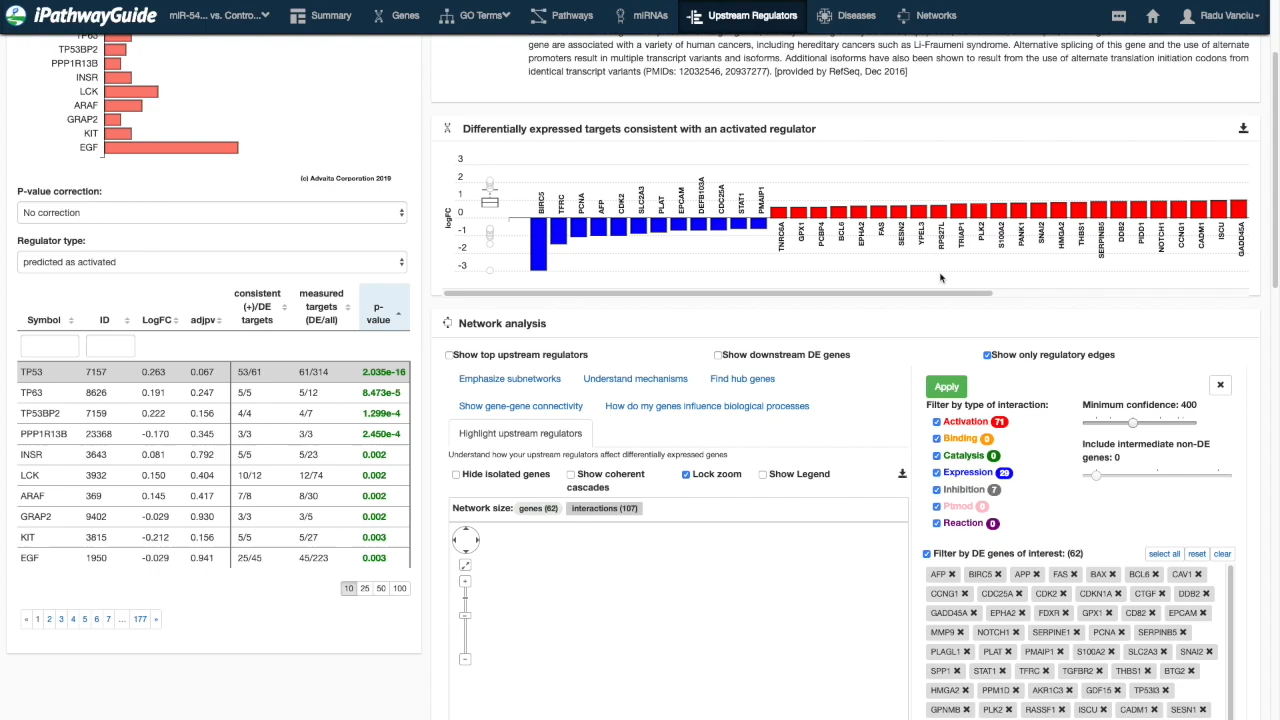 iPathwayGuide
miR-54... vs. Contro...
Summary
Genes
GO Terms
Pathways
miRNAs
Upstream Regulators
Diseases
Networks
Radu Vanciu
TP63
TP53BP2
PPP1R13B
INSR
LCK
ARAF
GRAP2
KIT
EGF
(c) Advaita Corporation 2019
P-value correction:
No correction
Regulator type:
predicted as activated
Symbol ID LogFC adjpv consistent (+)/DE targets measured targets (DE/all) p-value
TP53 7157 0.263 0.067 53/61 61/314 2.035e-16
TP63 8626 0.191 0.247 5/5 5/12 8.473e-5
TP53BP2 7159 0.222 0.156 4/4 4/7 1.299e-4
PPP1R13B 23368 -0.170 0.345 3/3 3/3 2.450e-4
INSR 3643 0.081 0.792 5/5 5/23 0.002
LCK 3932 0.150 0.404 10/12 12/74 0.002
ARAF 369 0.145 0.417 7/8 8/30 0.002
GRAP2 9402 -0.029 0.930 3/3 3/5 0.002
KIT 3815 -0.212 0.156 5/5 5/27 0.003
EGF 1950 -0.029 0.941 25/45 45/223 0.003
10 25 50 100
« 1 2 3 4 5 6 7 ... 177 »
gene are associated with a variety of human cancers, including hereditary cancers such as Li-Fraumeni syndrome. Alternative splicing of this gene and the use of alternate
promoters result in multiple transcript variants and isoforms. Additional isoforms have also been shown to result from the use of alternate translation initiation codons from
identical transcript variants (PMIDs: 12032546, 20937277). [provided by RefSeq, Dec 2016]
Differentially expressed targets consistent with an activated regulator
logFC
3
2
1
0
-1
-2
-3
BIRC5 TFRC PCNA AFP CDK2 SLC2A3 PLAT EPCAM DEFB103A CDC25A STAT1 PMAIP1
TNRC6A GPX1 PCBP4 BCL6 EPHA2 FAS SESN2 YPEL3 RPS27L TRIAP1 PLK2 S100A2 PANK1 SNAI2 HMGA2 THBS1 SERPINB5 DDB2 PIDD1 NOTCH1 CCNG1 CADM1 ISCU GADD45A
Network analysis
Show top upstream regulators
Show downstream DE genes
Show only regulatory edges
Emphasize subnetworks
Understand mechanisms
Find hub genes
Show gene-gene connectivity
How do my genes influence biological processes
Highlight upstream regulators
Understand how your upstream regulators affect differentially expressed genes
Hide isolated genes
Show coherent
cascades
Lock zoom
Show Legend
Network size: genes (62) interactions (107)
Apply
Filter by type of interaction:
Activation 71
Binding 0
Catalysis 0
Expression 29
Inhibition 7
Ptmod 0
Reaction 0
Minimum confidence: 400
Include intermediate non-DE
genes: 0
Filter by DE genes of interest: (62)
select all reset clear
AFP BIRC5 APP FAS BAX BCL6 CAV1
CCNG1 CDC25A CDK2 CDKN1A CTGF DDB2
GADD45A EPHA2 FDXR GPX1 CD82 EPCAM
MMP9 NOTCH1 SERPINE1 PCNA SERPINB5
PLAGL1 PLAT PMAIP1 S100A2 SLC2A3 SNAI2
SPP1 STAT1 TFRC TGFBR2 THBS1 BTG2
HMGA2 PPM1D AKR1C3 GDF15 TP53I3
GPNMB PLK2 RASSF1 ISCU CADM1 SESN1